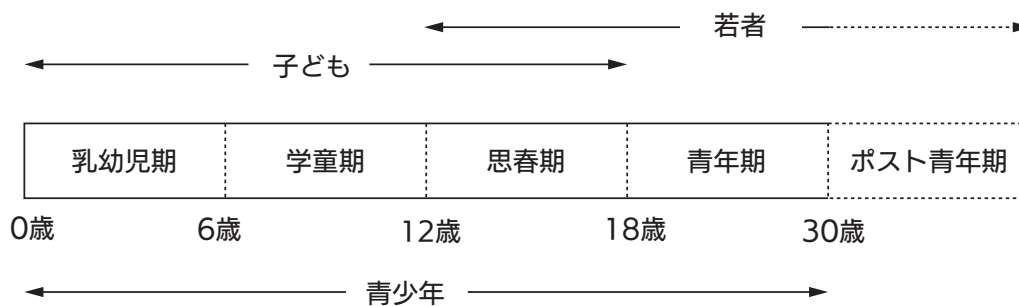 若者
子ども
乳幼児期 学童期 思春期 青年期 ポスト青年期
0歳 6歳 12歳 18歳 30歳
青少年